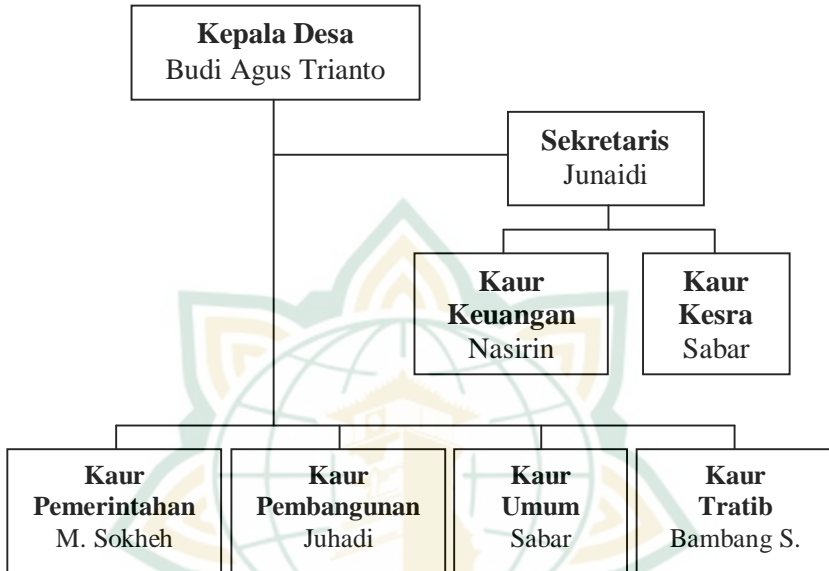 Kepala Desa
Budi Agus Trianto
Sekretaris
Junaidi
Kaur
Keuangan
Nasirin
Kaur
Kesra
Sabar
Kaur
Pemerintahan
M. Sokheh
Kaur
Pembangunan
Juhadi
Kaur
Umum
Sabar
Kaur
Tratib
Bambang S.